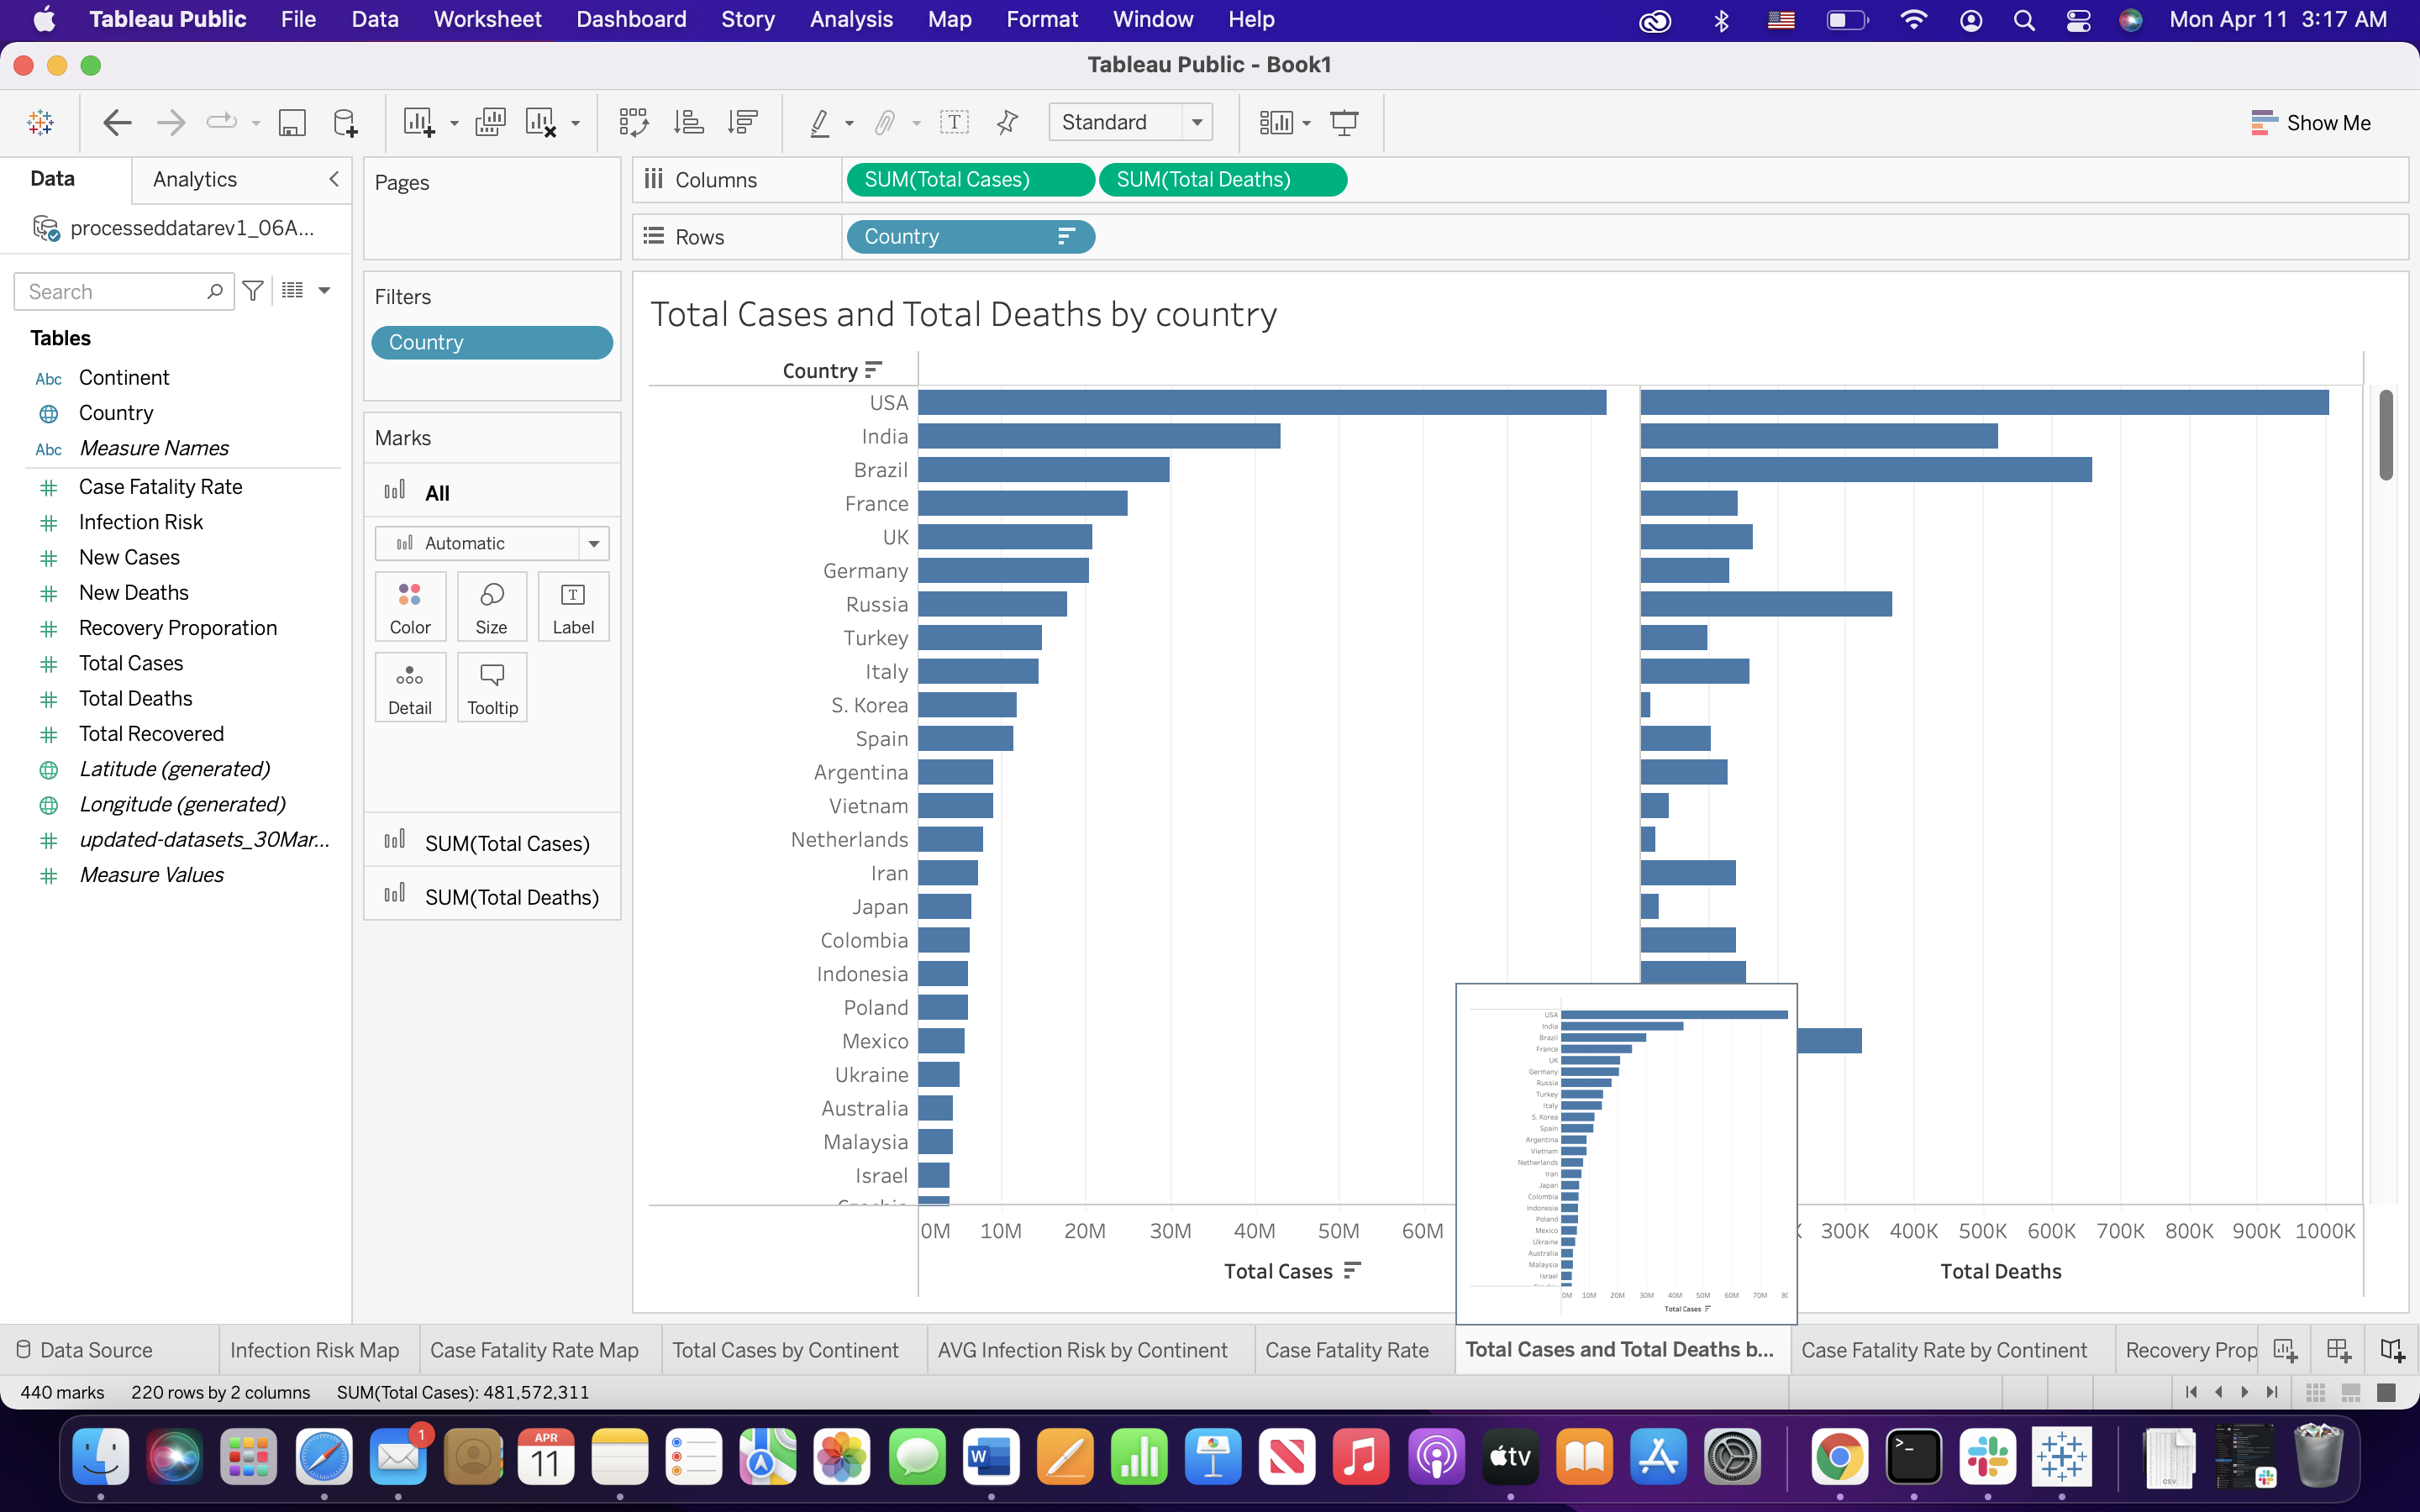 Tableau Public File Data Worksheet Dashboard Story Analysis Map Format Window Help Mon Apr 11 3:17 AM
Tableau Public - Book1
Standard
Show Me
Data Analytics
processeddatarev1_06A...
Search
Tables
Abc Continent
Country
Abc Measure Names
Case Fatality Rate
Infection Risk
New Cases
New Deaths
Recovery Proporation
Total Cases
Total Deaths
Total Recovered
Latitude (generated)
Longitude (generated)
updated-datasets_30Mar...
Measure Values
Pages
Filters
Country
Marks
All
Automatic
Color Size Label
Detail Tooltip
SUM(Total Cases)
SUM(Total Deaths)
Columns SUM(Total Cases) SUM(Total Deaths)
Rows Country
Total Cases and Total Deaths by country
Country
USA
India
Brazil
France
UK
Germany
Russia
Turkey
Italy
S. Korea
Spain
Argentina
Vietnam
Netherlands
Iran
Japan
Colombia
Indonesia
Poland
Mexico
Ukraine
Australia
Malaysia
Israel
Czechia
0M 10M 20M 30M 40M 50M 60M
Total Cases
K 300K 400K 500K 600K 700K 800K 900K 1000K
Total Deaths
USA
India
Brazil
France
UK
Germany
Russia
Turkey
Italy
S. Korea
Spain
Argentina
Vietnam
Netherlands
Iran
Japan
Colombia
Indonesia
Poland
Mexico
Ukraine
Australia
Malaysia
Israel
0M 10M 20M 30M 40M 50M 60M 70M 8
Total Cases
Data Source Infection Risk Map Case Fatality Rate Map Total Cases by Continent AVG Infection Risk by Continent Case Fatality Rate Total Cases and Total Deaths b... Case Fatality Rate by Continent Recovery Prop
440 marks 220 rows by 2 columns SUM(Total Cases): 481,572,311
1
APR
11
W
tv
>_
CSV